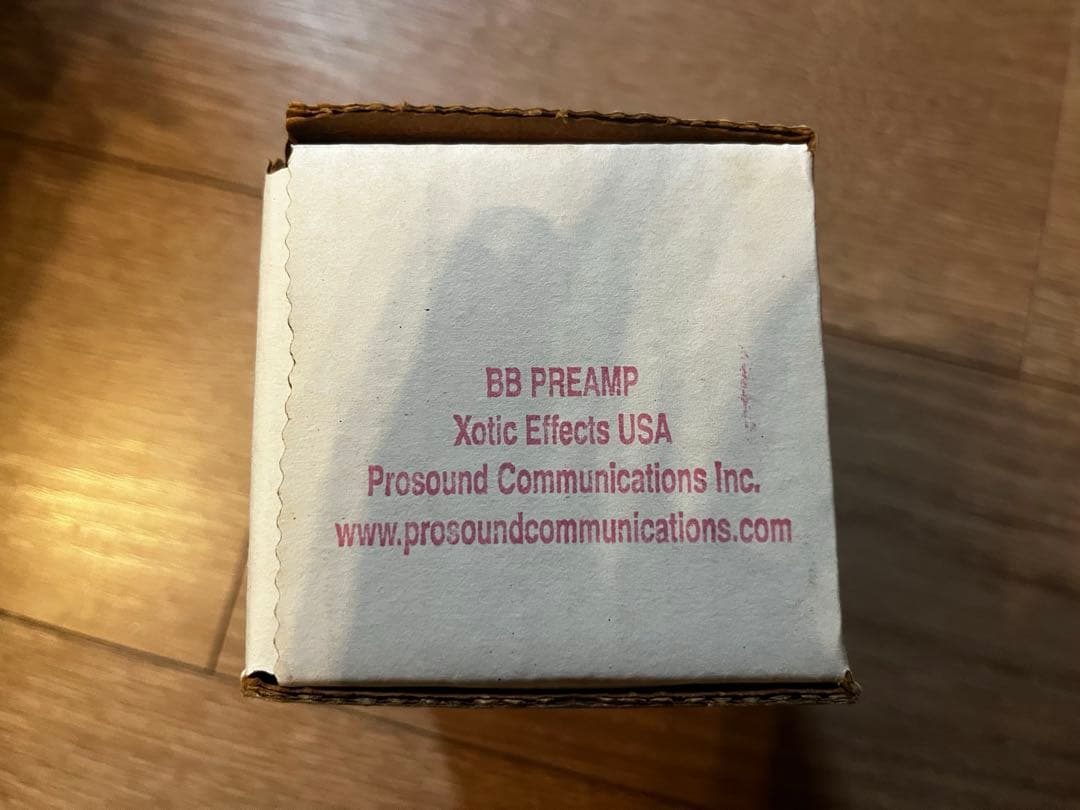 BB PREAMP
Xotic Effects USA
Prosound Communications Inc.
www.prosoundcommunications.com